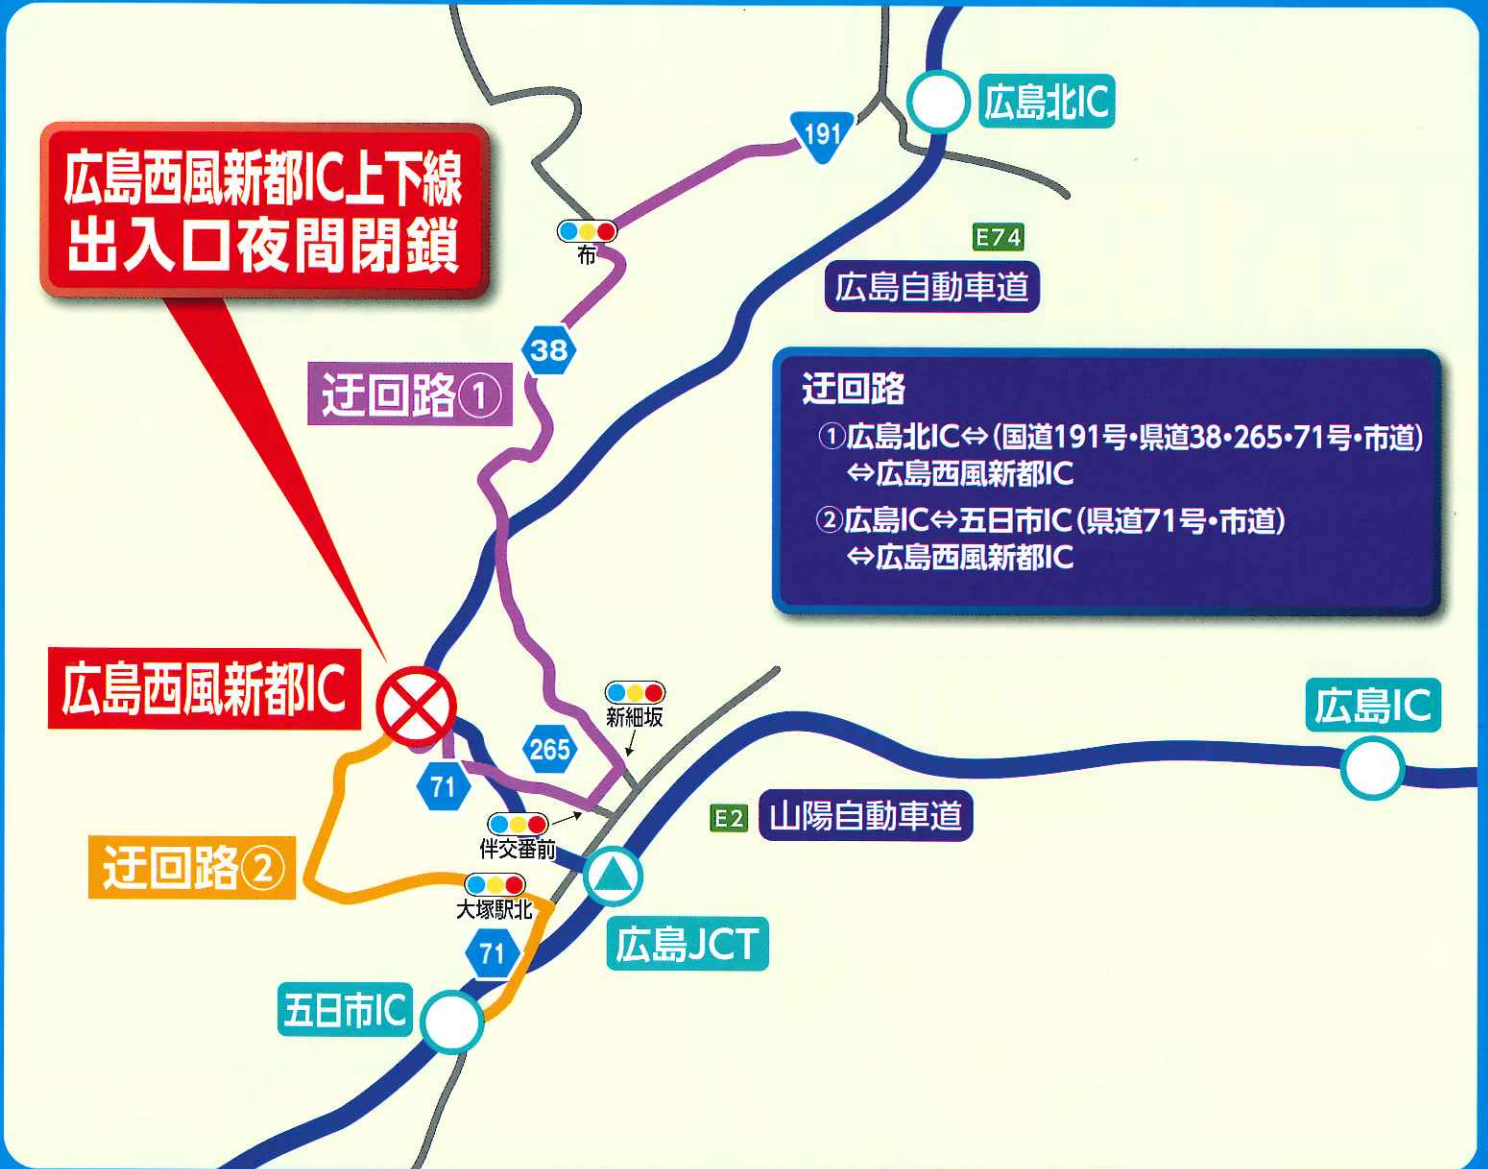 広島北IC
191
広島西風新都IC上下線
出入口夜間閉鎖
布
E74
広島自動車道
38
迂回路①
迂回路
①広島北IC⇔(国道191号・県道38・265・71号・市道)
⇔広島西風新都IC
②広島IC⇔五日市IC(県道71号・市道)
⇔広島西風新都IC
広島西風新都IC
新細坂
広島IC
265
71
E2
山陽自動車道
伴交番前
迂回路②
大塚駅北
広島JCT
71
五日市IC